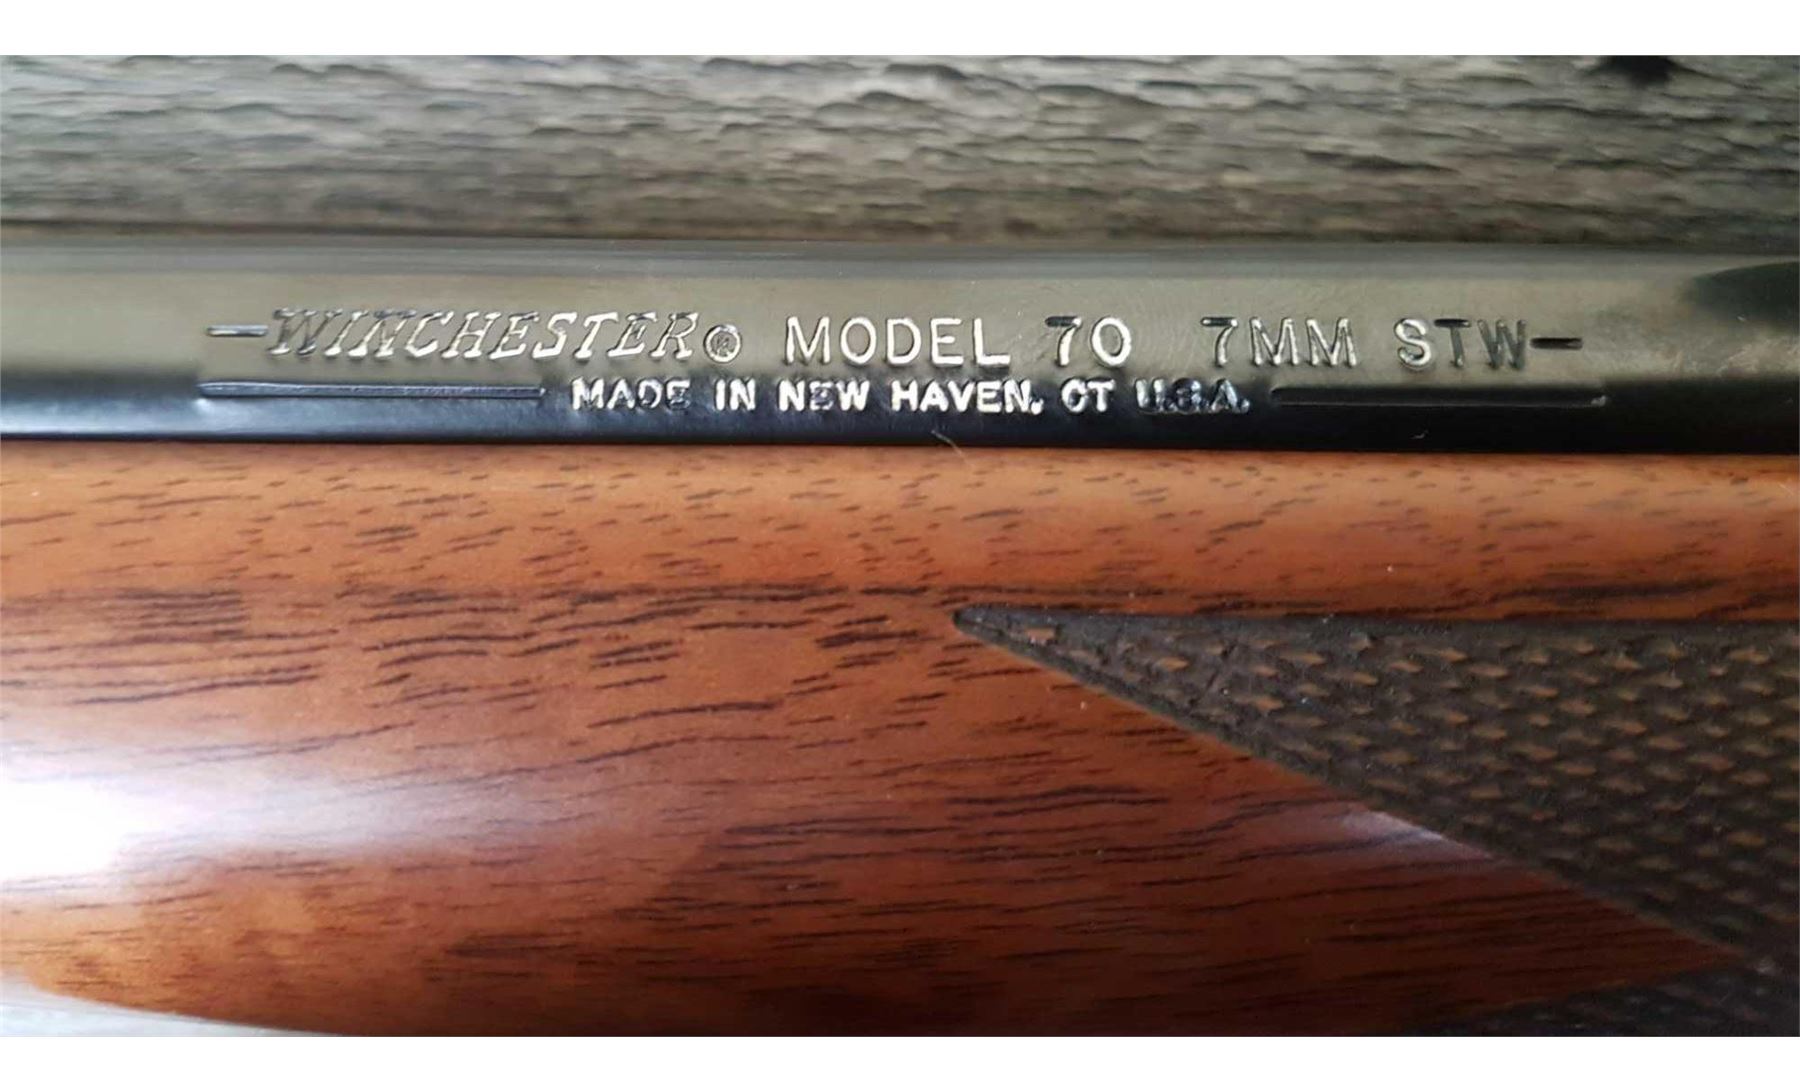 -WINCHESTER® MODEL 70 7MM STW-
MADE IN NEW HAVEN, CT U.S.A.